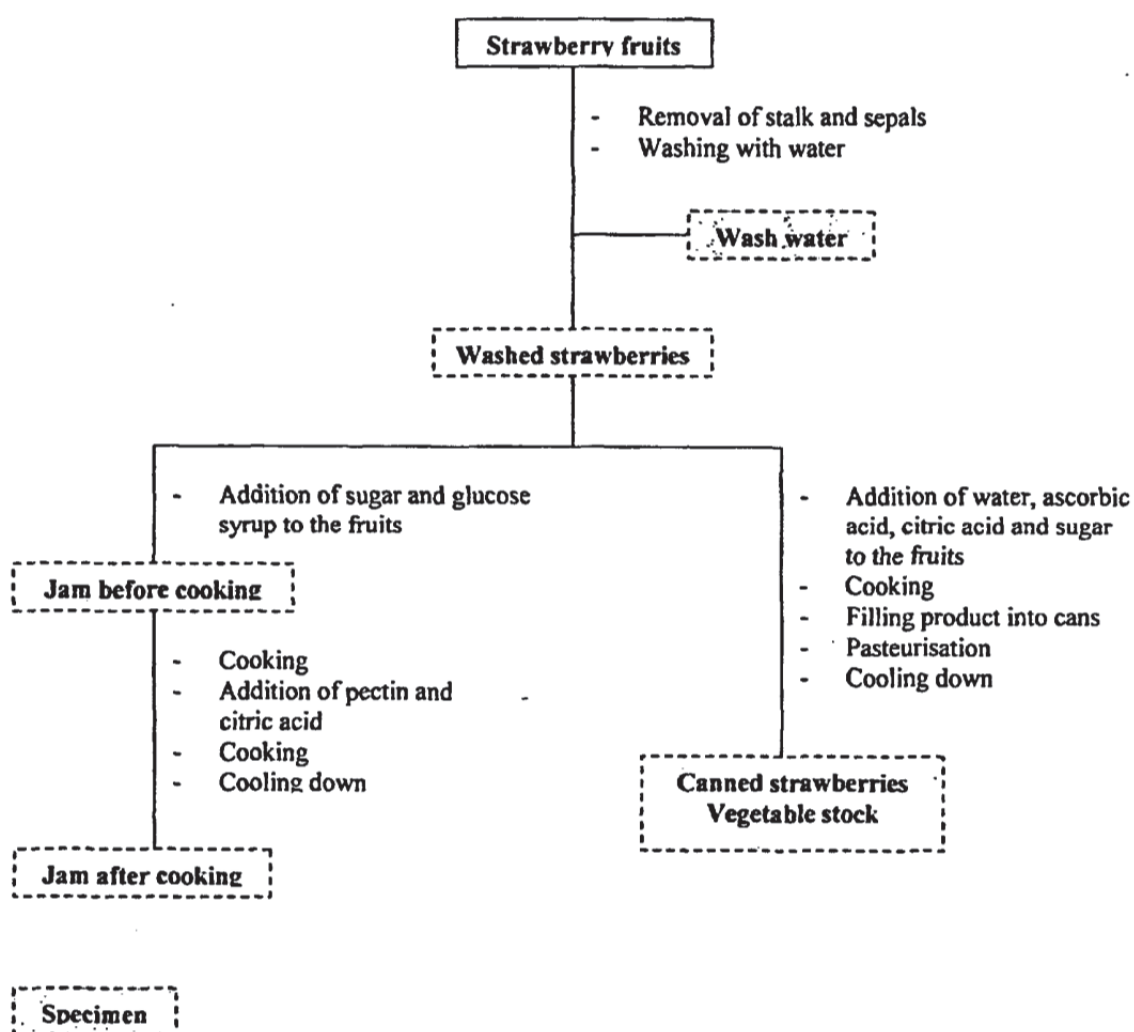 Strawberry fruits
- Removal of stalk and sepals
- Washing with water
Wash water
Washed strawberries
- Addition of sugar and glucose
syrup to the fruits
Jam before cooking
- Cooking
- Addition of pectin and
citric acid
- Cooking
- Cooling down
Jam after cooking
- Addition of water, ascorbic
acid, citric acid and sugar
to the fruits
- Cooking
- Filling product into cans
- Pasteurisation
- Cooling down
Canned strawberries
Vegetable stock
Specimen